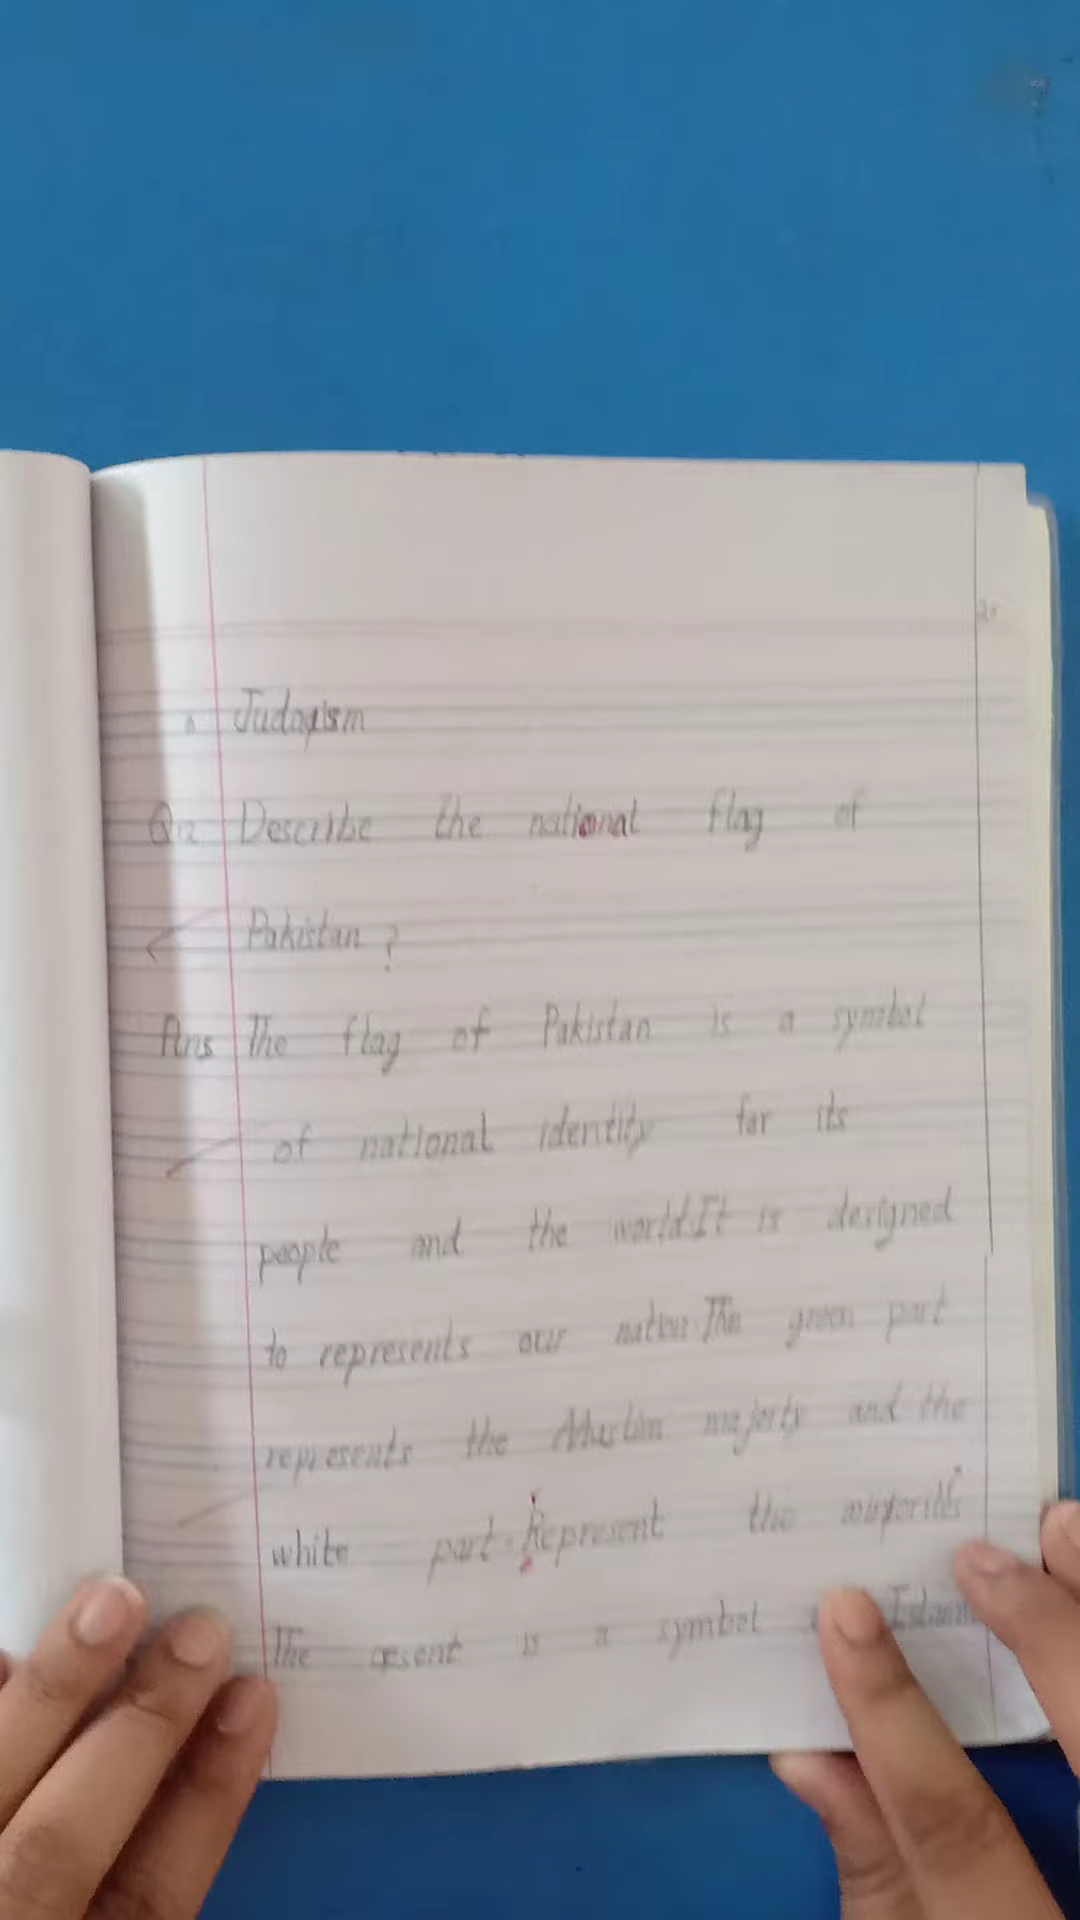 Judaism
Q2 Describe the national flag of
Pakistan ?
Ans The flag of Pakistan is a symbol
of national identity for its
people and the world.It is designed
to represents our nation.The green part
represents the Muslim majorty and the
white part. Represent the
The cresent is a symbol